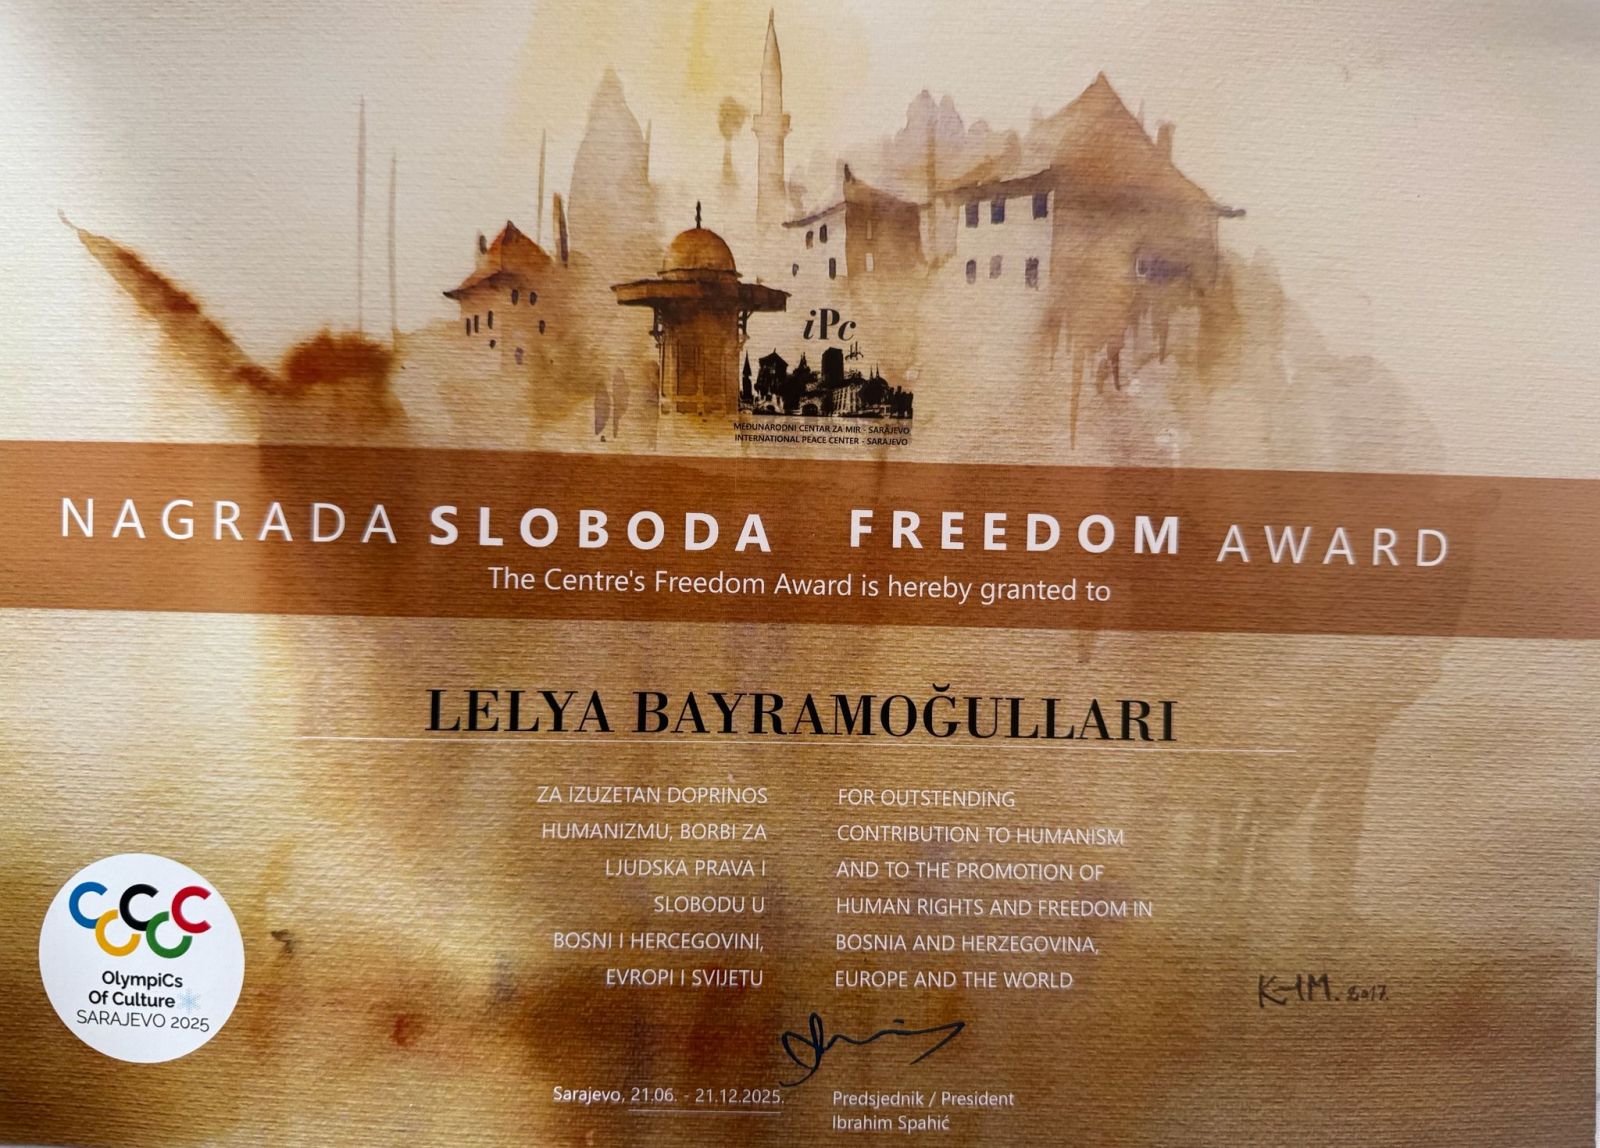 iPc
MEĐUNARODNI CENTAR ZA MIR - SARAJEVO
INTERNATIONAL PEACE CENTER - SARAJEVO
NAGRADA SLOBODA FREEDOM AWARD
The Centre's Freedom Award is hereby granted to
LELYA BAYRAMOĞULLARI
ZA IZUZETAN DOPRINOS
HUMANIZMU, BORBI ZA
LJUDSKA PRAVA I
SLOBODU U
BOSNI I HERCEGOVINI,
EVROPI I SVIJETU
FOR OUTSTANDING
CONTRIBUTION TO HUMANISM
AND TO THE PROMOTION OF
HUMAN RIGHTS AND FREEDOM IN
BOSNIA AND HERZEGOVINA,
EUROPE AND THE WORLD
OlympiCs
Of Culture
SARAJEVO 2025
2017.
Sarajevo, 21.06. - 21.12.2025.
Predsjednik / President
Ibrahim Spahić